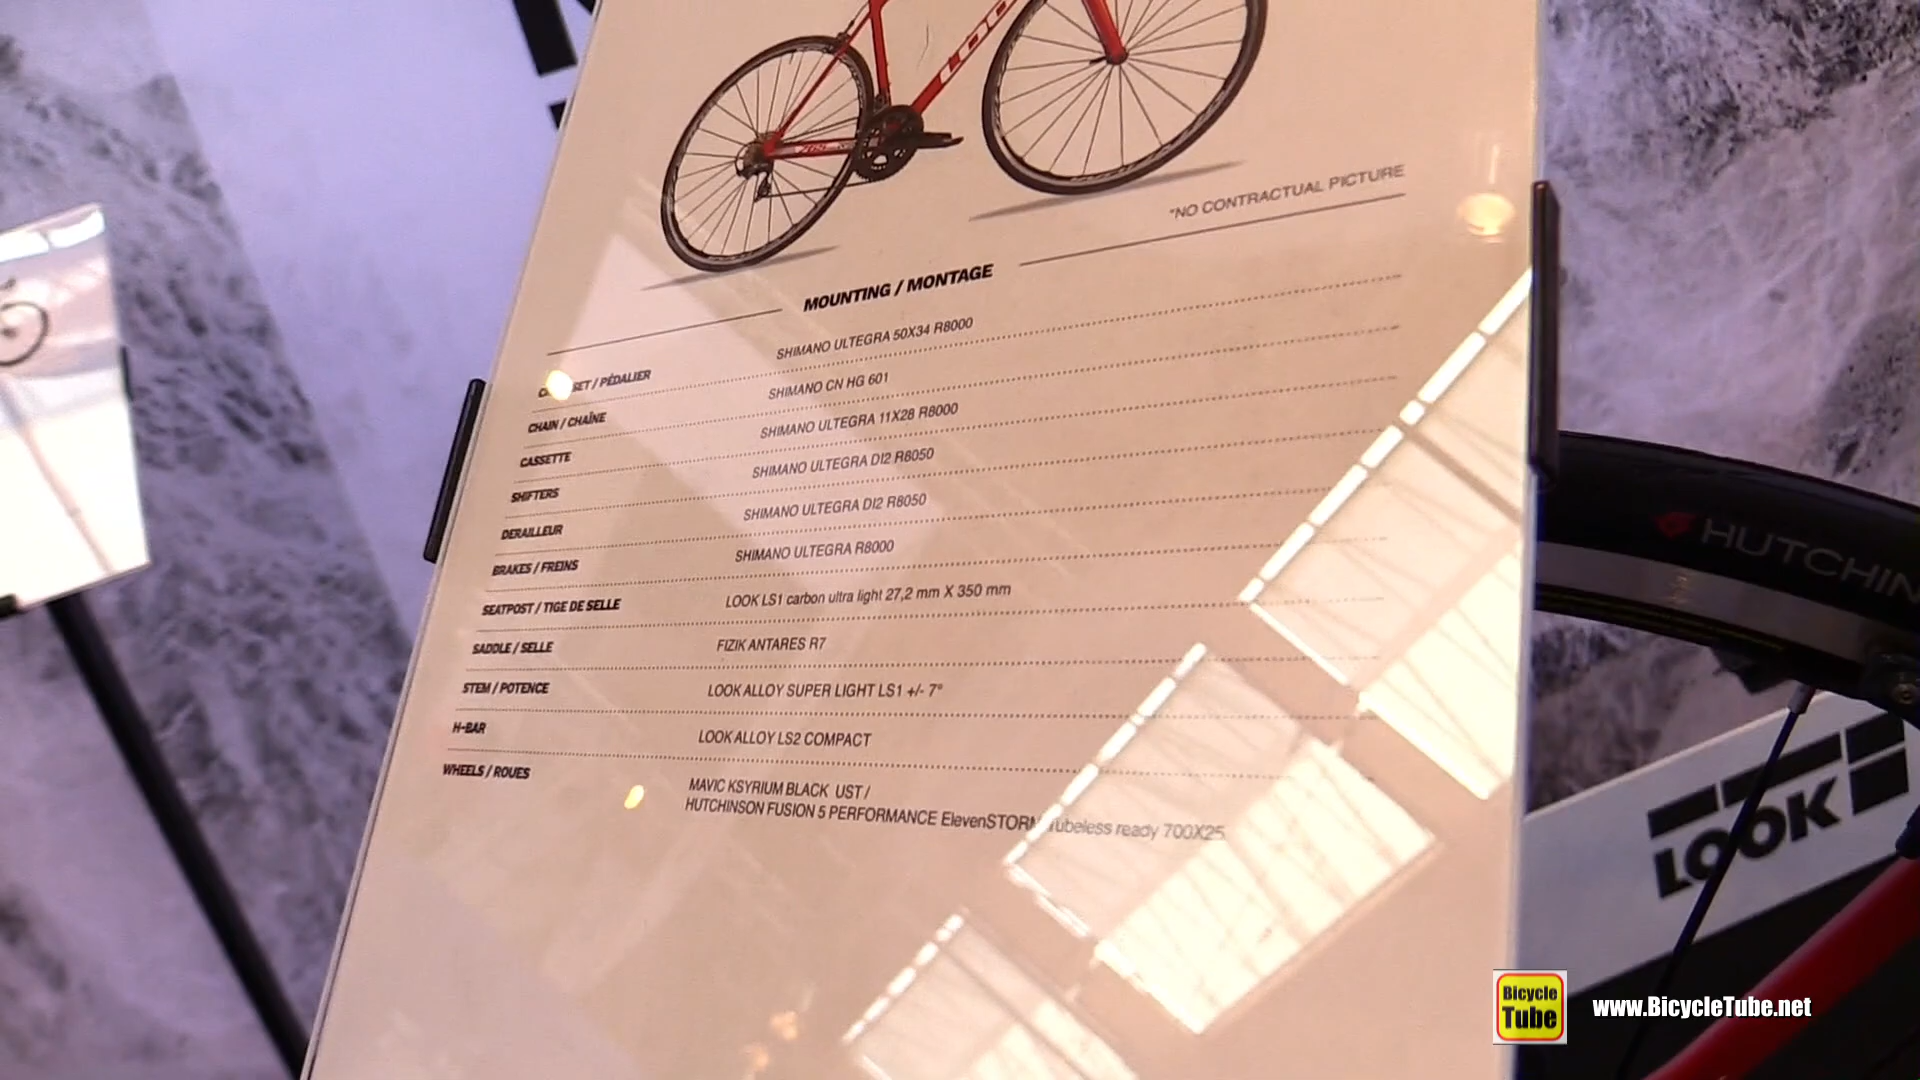 LOOK
765
*NO CONTRACTUAL PICTURE
MOUNTING / MONTAGE
SET / PÉDALIER SHIMANO ULTEGRA 50X34 R8000
CHAIN / CHAÎNE SHIMANO CN HG 601
CASSETTE SHIMANO ULTEGRA 11X28 R8000
SHIFTERS SHIMANO ULTEGRA DI2 R8050
DERAILLEUR SHIMANO ULTEGRA DI2 R8050
BRAKES / FREINS SHIMANO ULTEGRA R8000
SEATPOST / TIGE DE SELLE LOOK LS1 carbon ultra light 27,2 mm X 350 mm
SADDLE / SELLE FIZIK ANTARES R7
STEM / POTENCE LOOK ALLOY SUPER LIGHT LS1 +/- 7°
H-BAR LOOK ALLOY LS2 COMPACT
WHEELS / ROUES MAVIC KSYRIUM BLACK UST /
HUTCHINSON FUSION 5 PERFORMANCE ElevenSTORM Tubeless ready 700X25
HUTCHIN
LOOK
Bicycle
Tube
www.BicycleTube.net